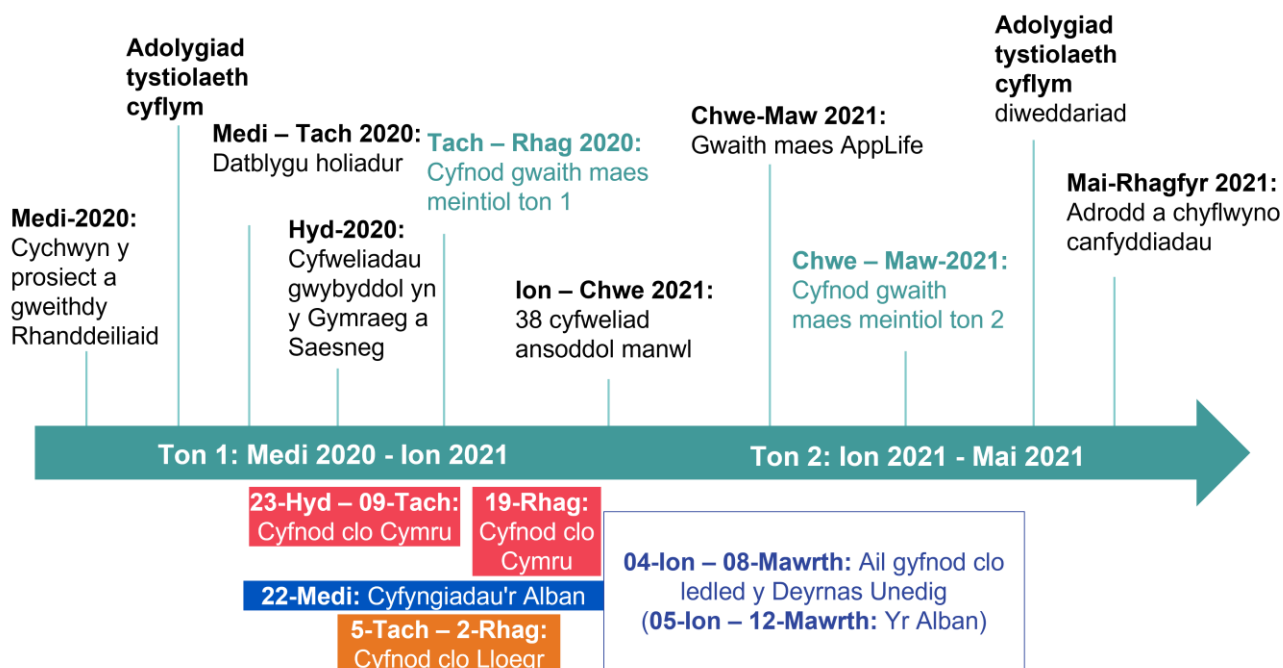 Adolygiad
tystiolaeth
cyflym
Adolygiad
tystiolaeth
cyflym
diweddariad
Medi – Tach 2020:
Datblygu holiadur
Tach – Rhag 2020:
Cyfnod gwaith maes
meintiol ton 1
Chwe-Maw 2021:
Gwaith maes AppLife
Mai-Rhagfyr 2021:
Adrodd a chyflwyno
canfyddiadau
Medi-2020:
Cychwyn y
prosiect a
gweithdy
Rhanddeiliaid
Hyd-2020:
Cyfweliadau
gwybyddol yn
y Gymraeg a
Saesneg
Ion – Chwe 2021:
38 cyfweliad
ansoddol manwl
Chwe – Maw-2021:
Cyfnod gwaith
maes meintiol ton 2
Ton 1: Medi 2020 - Ion 2021
Ton 2: Ion 2021 - Mai 2021
23-Hyd – 09-Tach:
Cyfnod clo Cymru
19-Rhag:
Cyfnod clo
Cymru
22-Medi: Cyfyngiadau'r Alban
5-Tach – 2-Rhag:
Cyfnod clo Lloegr
04-Ion – 08-Mawrth: Ail gyfnod clo
ledled y Deyrnas Unedig
(05-Ion – 12-Mawrth: Yr Alban)